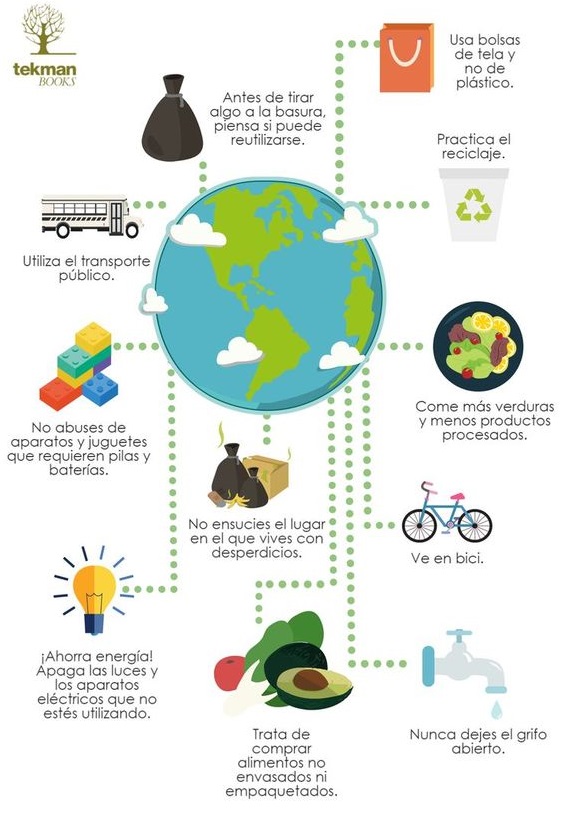 tekman
BOOKS
Usa bolsas
de tela y
no de
plástico.
Antes de tirar
algo a la basura,
piensa si puede
reutilizarse.
Practica el
reciclaje.
Utiliza el transporte
público.
Come más verduras
y menos productos
procesados.
No abuses de
aparatos y juguetes
que requieren pilas y
baterías.
No ensucies el lugar
en el que vives con
desperdicios.
Ve en bici.
¡Ahorra energía!
Apaga las luces y
los aparatos
eléctricos que no
estés utilizando.
Trata de
comprar
alimentos no
envasados ni
empaquetados.
Nunca dejes el grifo
abierto.